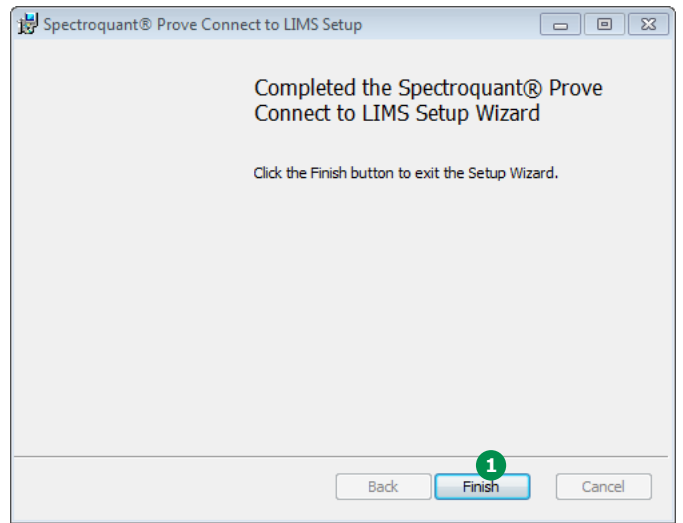 Spectroquant® Prove Connect to LIMS Setup
Completed the Spectroquant® Prove
Connect to LIMS Setup Wizard
Click the Finish button to exit the Setup Wizard.
1
Back Finish Cancel